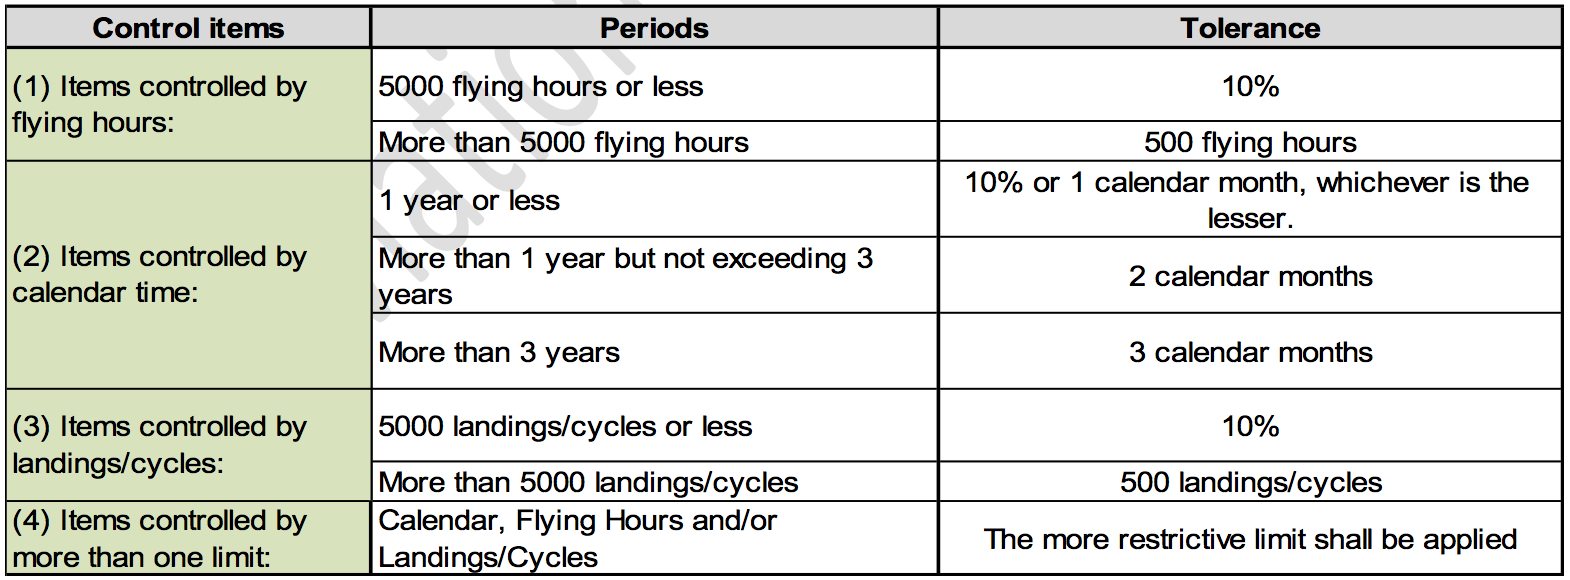 Control items
Periods
Tolerance
(1) Items controlled by
flying hours:
5000 flying hours or less
10%
More than 5000 flying hours
500 flying hours
(2) Items controlled by
calendar time:
1 year or less
10% or 1 calendar month, whichever is the
lesser.
More than 1 year but not exceeding 3
years
2 calendar months
More than 3 years
3 calendar months
(3) Items controlled by
landings/cycles:
5000 landings/cycles or less
10%
More than 5000 landings/cycles
500 landings/cycles
(4) Items controlled by
more than one limit:
Calendar, Flying Hours and/or
Landings/Cycles
The more restrictive limit shall be applied